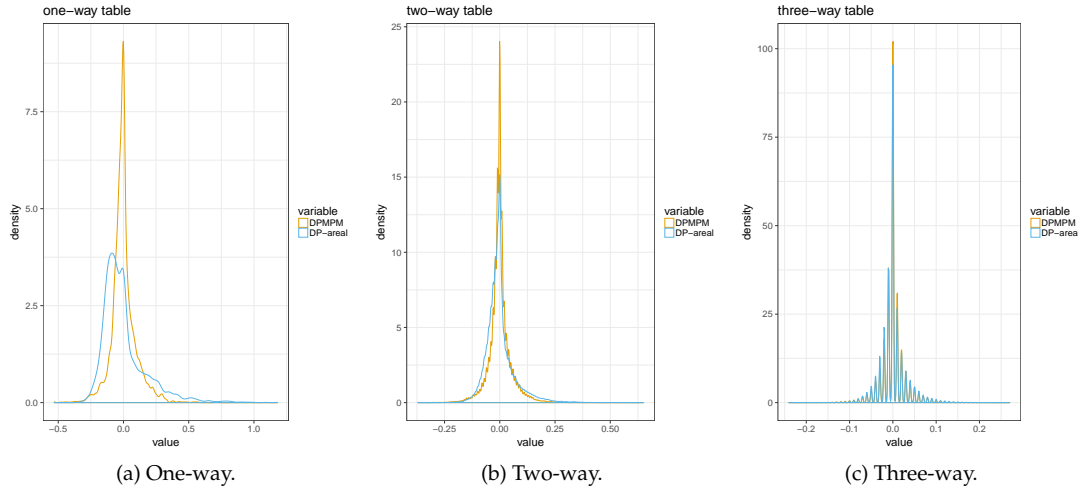 one−way table
7.5
5.0
2.5
0.0
density
−0.5
0.0
0.5
1.0
value
variable
DPMPM
DP−areal
(a) One-way.
two−way table
25
20
15
10
5
0
density
−0.25
0.00
0.25
0.50
value
variable
DPMPM
DP−areal
(b) Two-way.
three−way table
100
75
50
25
0
density
−0.2
−0.1
0.0
0.1
0.2
value
variable
DPMPM
DP−area
(c) Three-way.